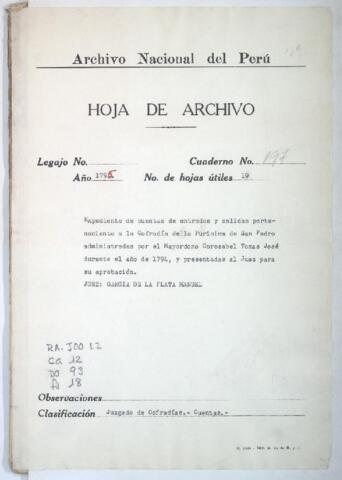 Archivo Nacional del Perú
HOJA DE ARCHIVO
Legajo No. Cuaderno No. 197
Año 1795 No. de hojas útiles 19
Expediente de cuentas de entradas y salidas perte-
neciente a la Cofradía de la Purísima de San Pedro
administradas por el Mayordomo Gorosabel Tomas José
durante el año de 1794, y presentadas al Juez para
su aprobación.
JUEZ: GARCIA DE LA PLATA MANUEL
RA-JOO 1.2
Ca 12
DO 93
f. 18
Observaciones
Clasificación Juzgado de Cofradías.- Cuentas.-